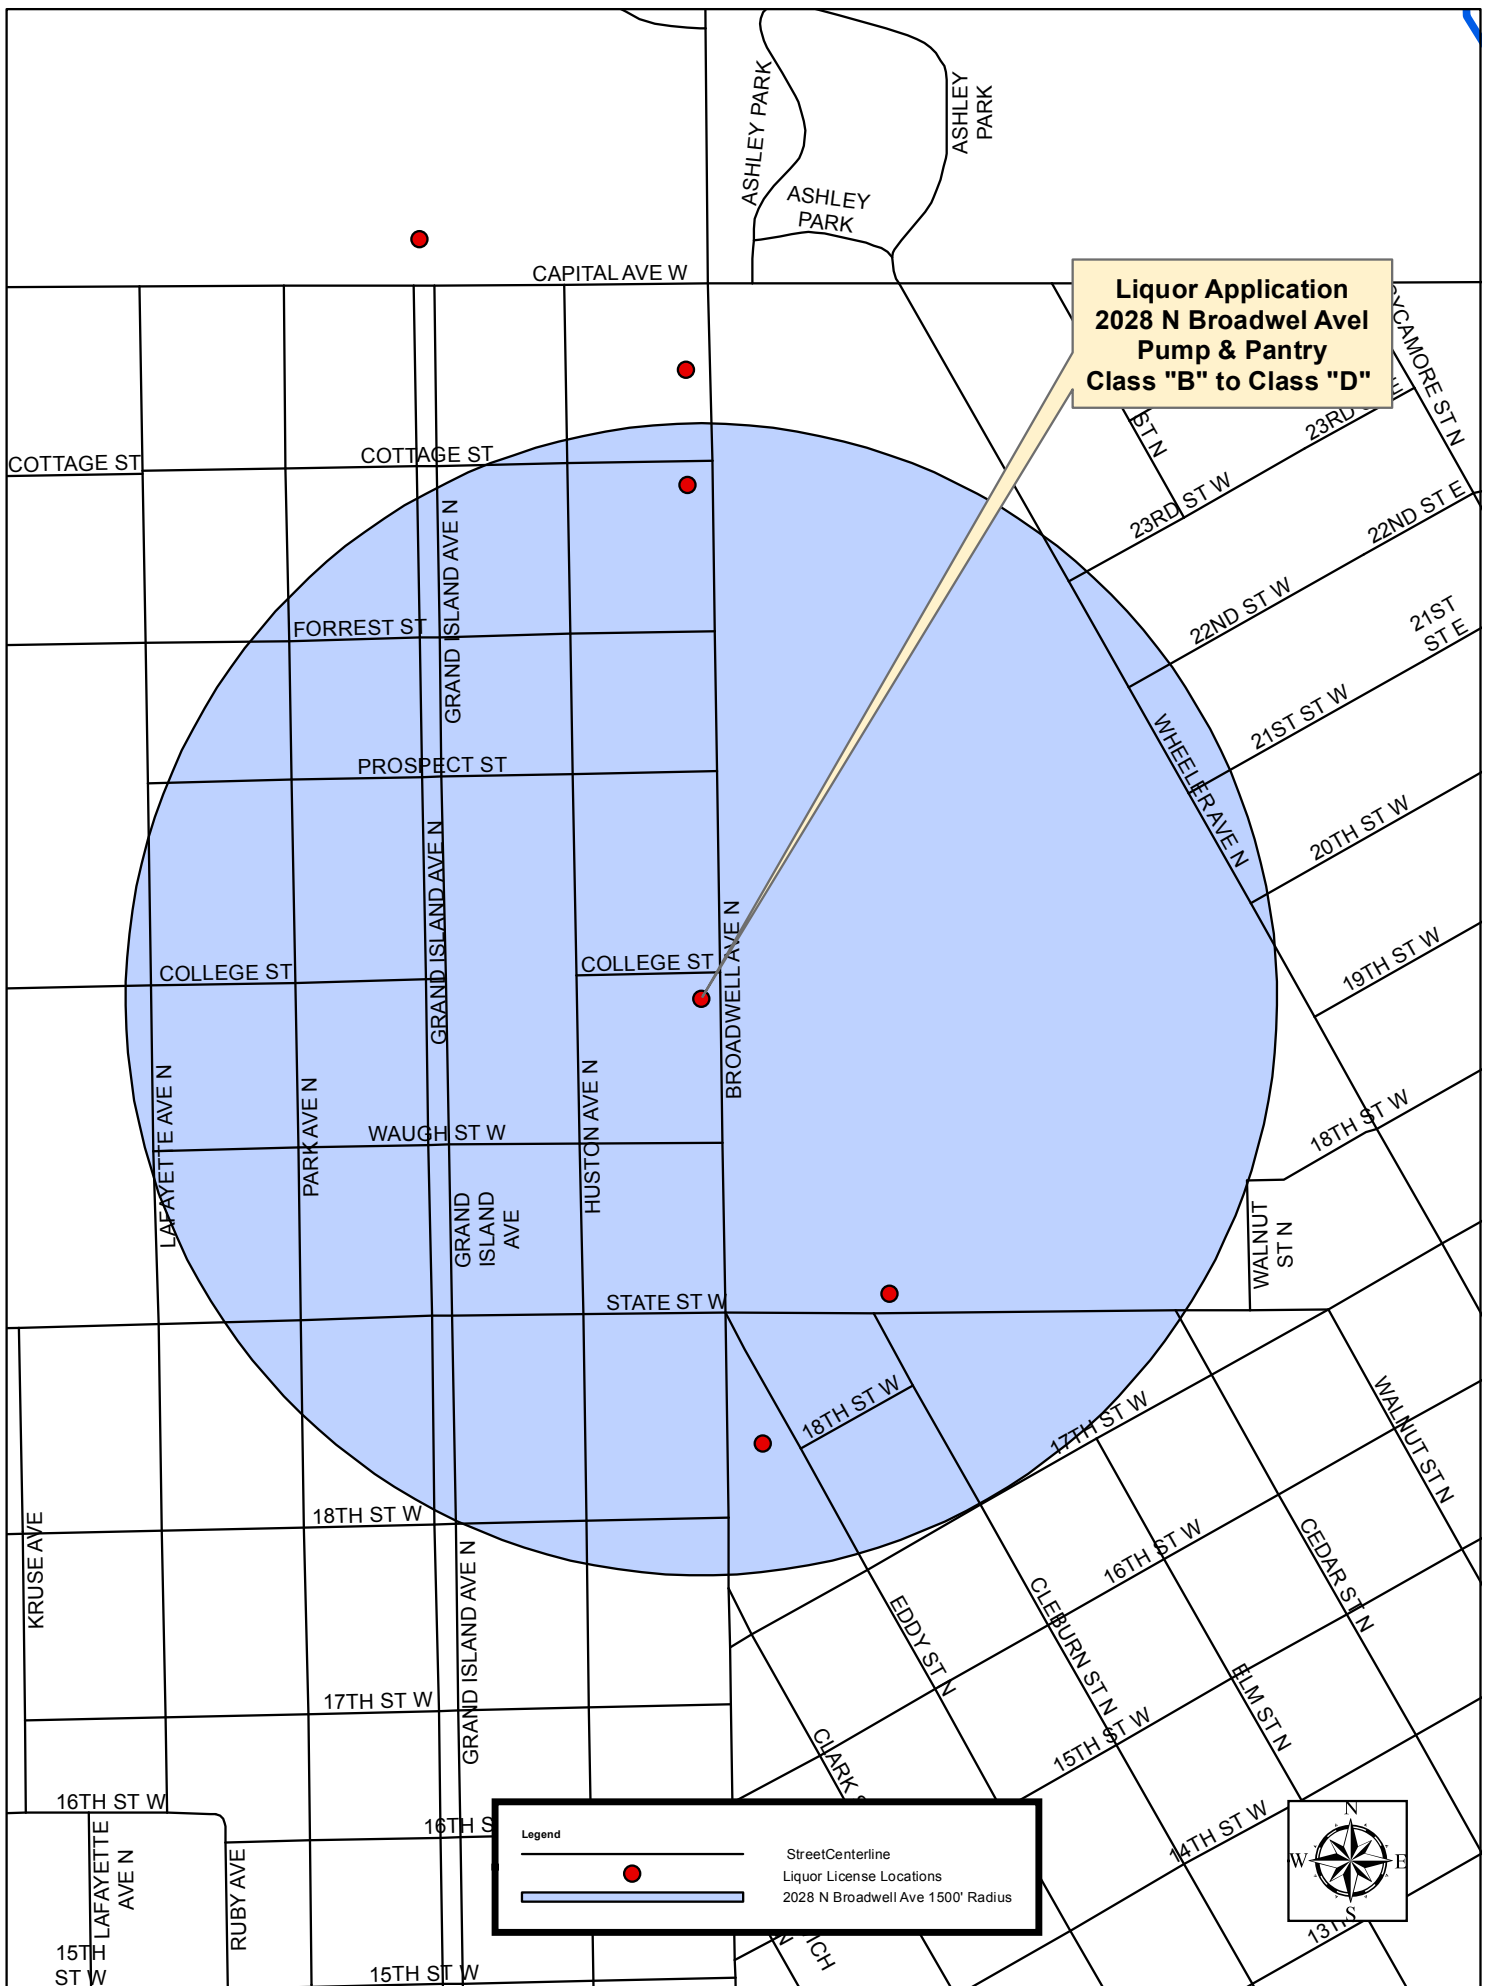 ASHLEY PARK
ASHLEY
PARK
ASHLEY
PARK
CAPITAL AVE W
Liquor Application
2028 N Broadwel Avel
Pump & Pantry
Class "B" to Class "D"
SYCAMORE ST N
ST N
23RD
COTTAGE ST
COTTAGE ST
23RD ST W
22ND ST E
GRAND ISLAND AVE N
22ND ST W
21ST
ST E
FORREST ST
21ST ST W
WHEELER AVE N
PROSPECT ST
20TH ST W
GRAND ISLAND AVE N
BROADWELL AVE N
19TH ST W
COLLEGE ST
COLLEGE ST
LAFAYETTE AVE N
PARK AVE N
HUSTON AVE N
18TH ST W
WAUGH ST W
GRAND
ISLAND
AVE
WALNUT
ST N
STATE ST W
18TH ST W
17TH ST W
WALNUT ST N
18TH ST W
KRUSE AVE
GRAND ISLAND AVE N
16TH ST W
CEDAR ST N
EDDY ST N
CLEBURN ST N
ELM ST N
17TH ST W
15TH ST W
CLARK S
16TH ST W
16TH S
14TH ST W
LAFAYETTE
AVE N
RUBY AVE
Legend
StreetCenterline
Liquor License Locations
2028 N Broadwell Ave 1500' Radius
N
W
E
S
13T
N
ICH
15TH
ST W
15TH ST W